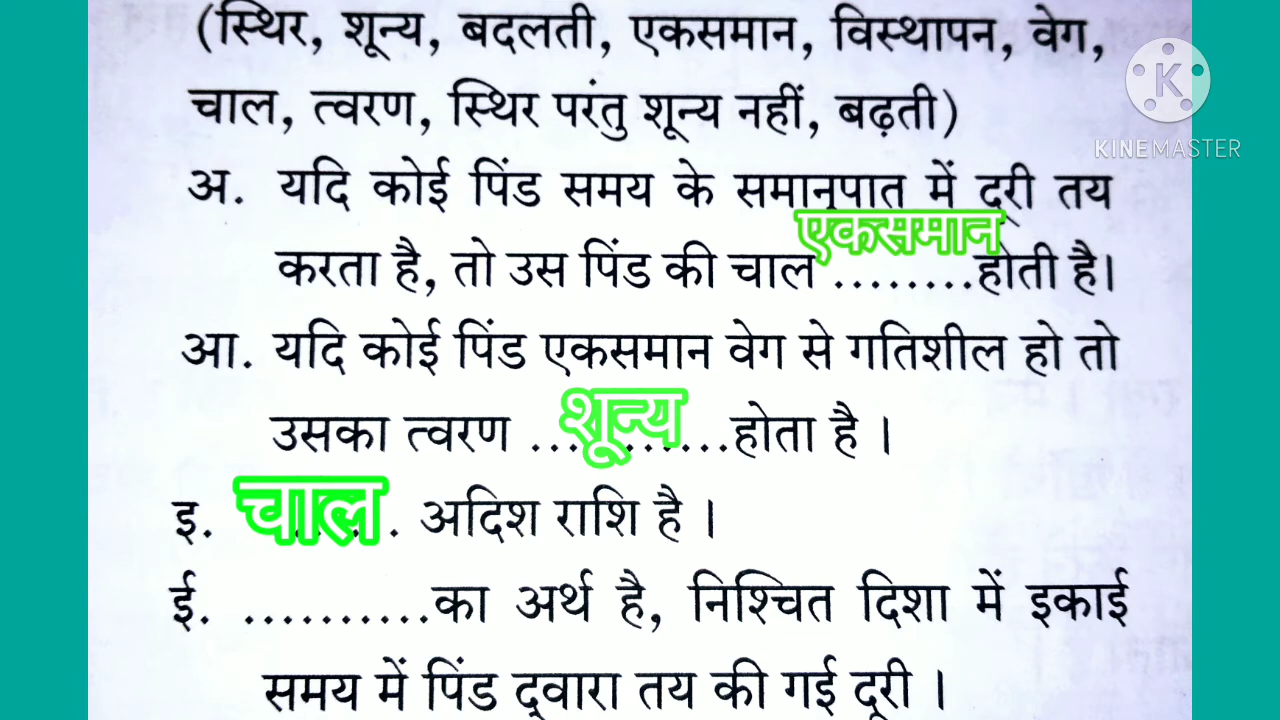 (स्थिर, शून्य, बदलती, एकसमान, विस्थापन, वेग,
चाल, त्वरण, स्थिर परंतु शून्य नहीं, बढ़ती)
KINEMASTER
अ. यदि कोई पिंड समय के समानुपात में दूरी तय
एकसमान
करता है, तो उस पिंड की चाल ........होती है।
आ. यदि कोई पिंड एकसमान वेग से गतिशील हो तो
शून्य
उसका त्वरण ............होता है ।
इ. चाल . अदिश राशि है ।
ई. ..........का अर्थ है, निश्चित दिशा में इकाई
समय में पिंड द्वारा तय की गई दूरी ।